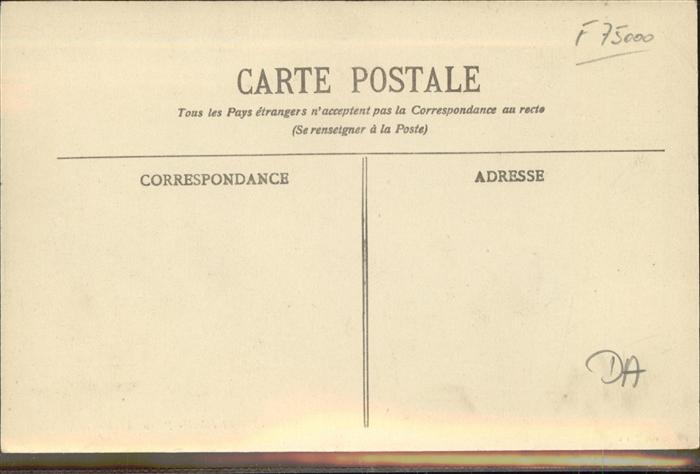 F 75000
CARTE POSTALE
Tous les Pays étrangers n'acceptent pas la Correspondance au recto
(Se renseigner à la Poste)
CORRESPONDANCE
ADRESSE
DA